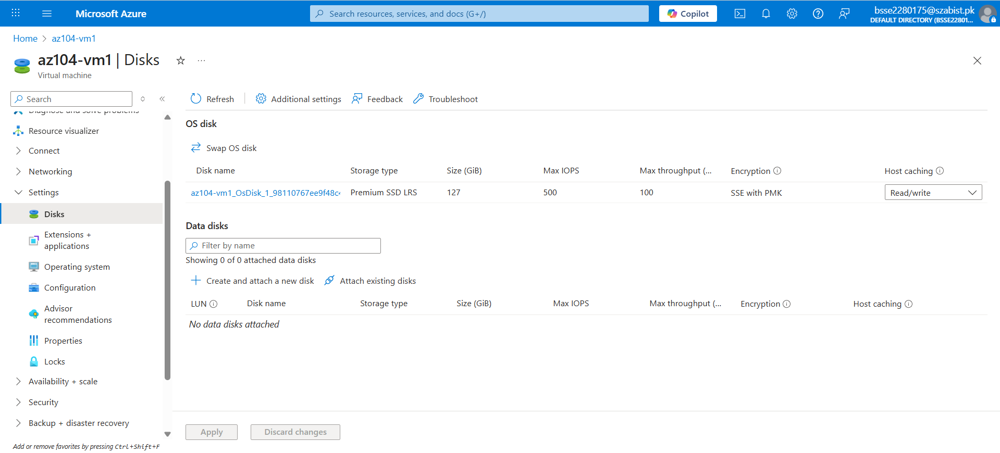 Microsoft Azure
Search resources, services, and docs (G+/)
Copilot
bsse2280175@szabist.pk
DEFAULT DIRECTORY (BSSE22801...
Home > az104-vm1
az104-vm1 | Disks
...
Virtual machine
Search
Diagnose and solve problems
Resource visualizer
Connect
Networking
Settings
Disks
Extensions +
applications
Operating system
Configuration
Advisor
recommendations
Properties
Locks
Availability + scale
Security
Backup + disaster recovery
Add or remove favorites by pressing Ctrl+Shift+F
Refresh Additional settings Feedback Troubleshoot
OS disk
Swap OS disk
Disk name Storage type Size (GiB) Max IOPS Max throughput (... Encryption Host caching
az104-vm1_OsDisk_1_98110767ee9f48c4 Premium SSD LRS 127 500 100 SSE with PMK Read/write
Data disks
Filter by name
Showing 0 of 0 attached data disks
Create and attach a new disk Attach existing disks
LUN Disk name Storage type Size (GiB) Max IOPS Max throughput (... Encryption Host caching
No data disks attached
Apply Discard changes